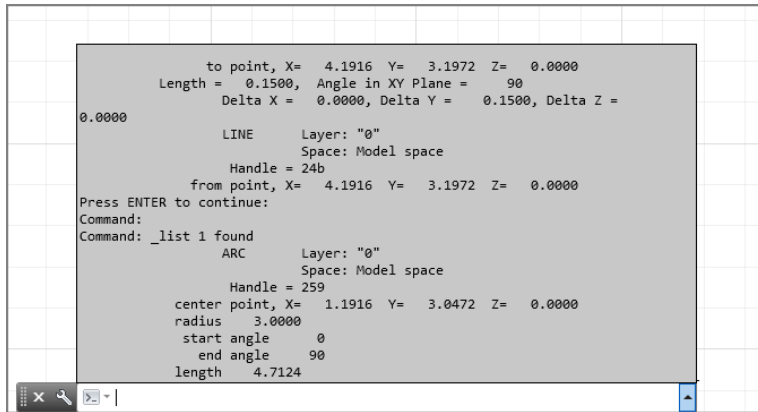 to point, X=   4.1916  Y=   3.1972  Z=   0.0000
Length =   0.1500,  Angle in XY Plane =     90
Delta X =   0.0000, Delta Y =    0.1500, Delta Z =
0.0000
LINE      Layer: "0"
Space: Model space
Handle = 24b
from point, X=   4.1916  Y=   3.1972  Z=   0.0000
Press ENTER to continue:
Command:
Command: _list 1 found
ARC       Layer: "0"
Space: Model space
Handle = 259
center point, X=   1.1916  Y=   3.0472  Z=   0.0000
radius    3.0000
start angle      0
end angle     90
length    4.7124